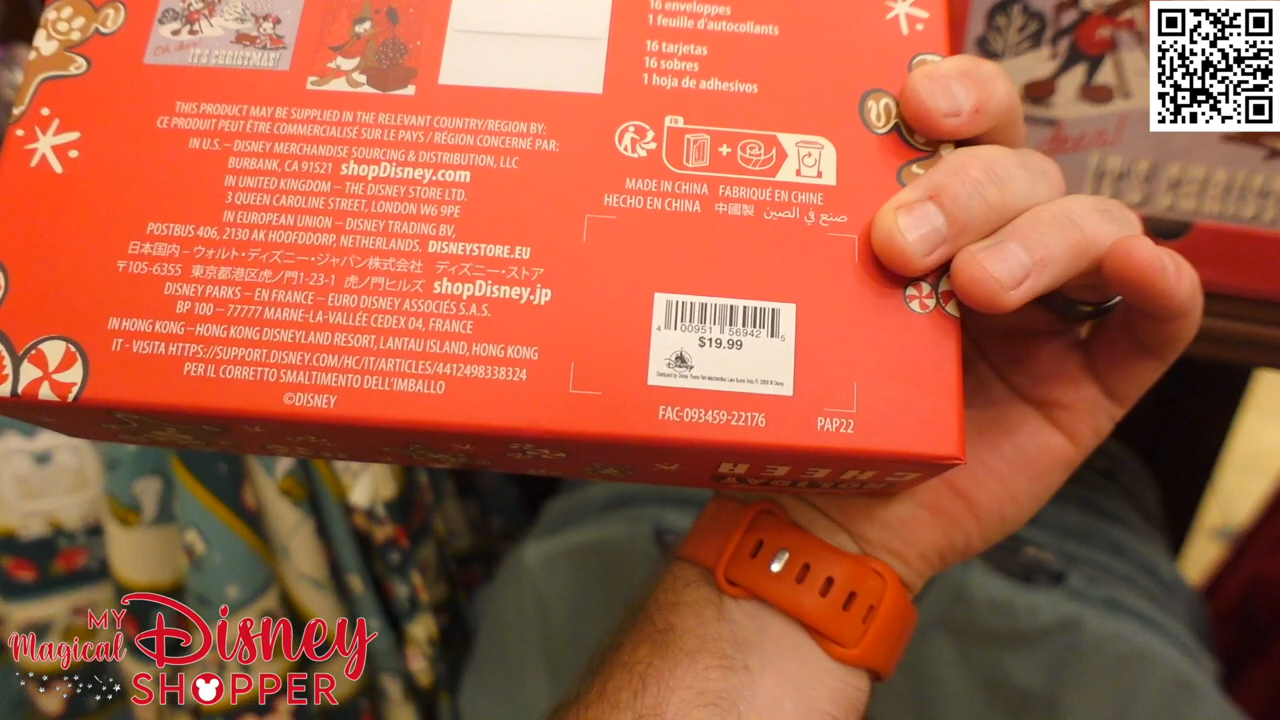 IT'S CHRISTMAS!
16 enveloppes
1 feuille d'autocollants
16 tarjetas
16 sobres
1 hoja de adhesivos
THIS PRODUCT MAY BE SUPPLIED IN THE RELEVANT COUNTRY/REGION BY:
CE PRODUIT PEUT ÊTRE COMMERCIALISÉ SUR LE PAYS / RÉGION CONCERNÉ PAR:
IN U.S. – DISNEY MERCHANDISE SOURCING & DISTRIBUTION, LLC
BURBANK, CA 91521 shopDisney.com
IN UNITED KINGDOM – THE DISNEY STORE LTD.
3 QUEEN CAROLINE STREET, LONDON W6 9PE
IN EUROPEAN UNION – DISNEY TRADING BV,
POSTBUS 406, 2130 AK HOOFDDORP, NETHERLANDS. DISNEYSTORE.EU
日本国内 – ウォルト・ディズニー・ジャパン株式会社 ディズニー・ストア
〒105-6355 東京都港区虎ノ門1-23-1 虎ノ門ヒルズ shopDisney.jp
DISNEY PARKS – EN FRANCE – EURO DISNEY ASSOCIÉS S.A.S.
BP 100 – 77777 MARNE-LA-VALLÉE CEDEX 04, FRANCE
IN HONG KONG – HONG KONG DISNEYLAND RESORT, LANTAU ISLAND, HONG KONG
IT - VISITA HTTPS://SUPPORT.DISNEY.COM/HC/IT/ARTICLES/4412498338324
PER IL CORRETTO SMALTIMENTO DELL'IMBALLO
©DISNEY
FR
MADE IN CHINA FABRIQUÉ EN CHINE
HECHO EN CHINA 中國製 صنع في الصين
4 00951 56942 5
$19.99
Disney
FAC-093459-22176 PAP22
HOLIDAY
CHEER
IT'S CHRIST
MY
Magical Disney
SHOPPER